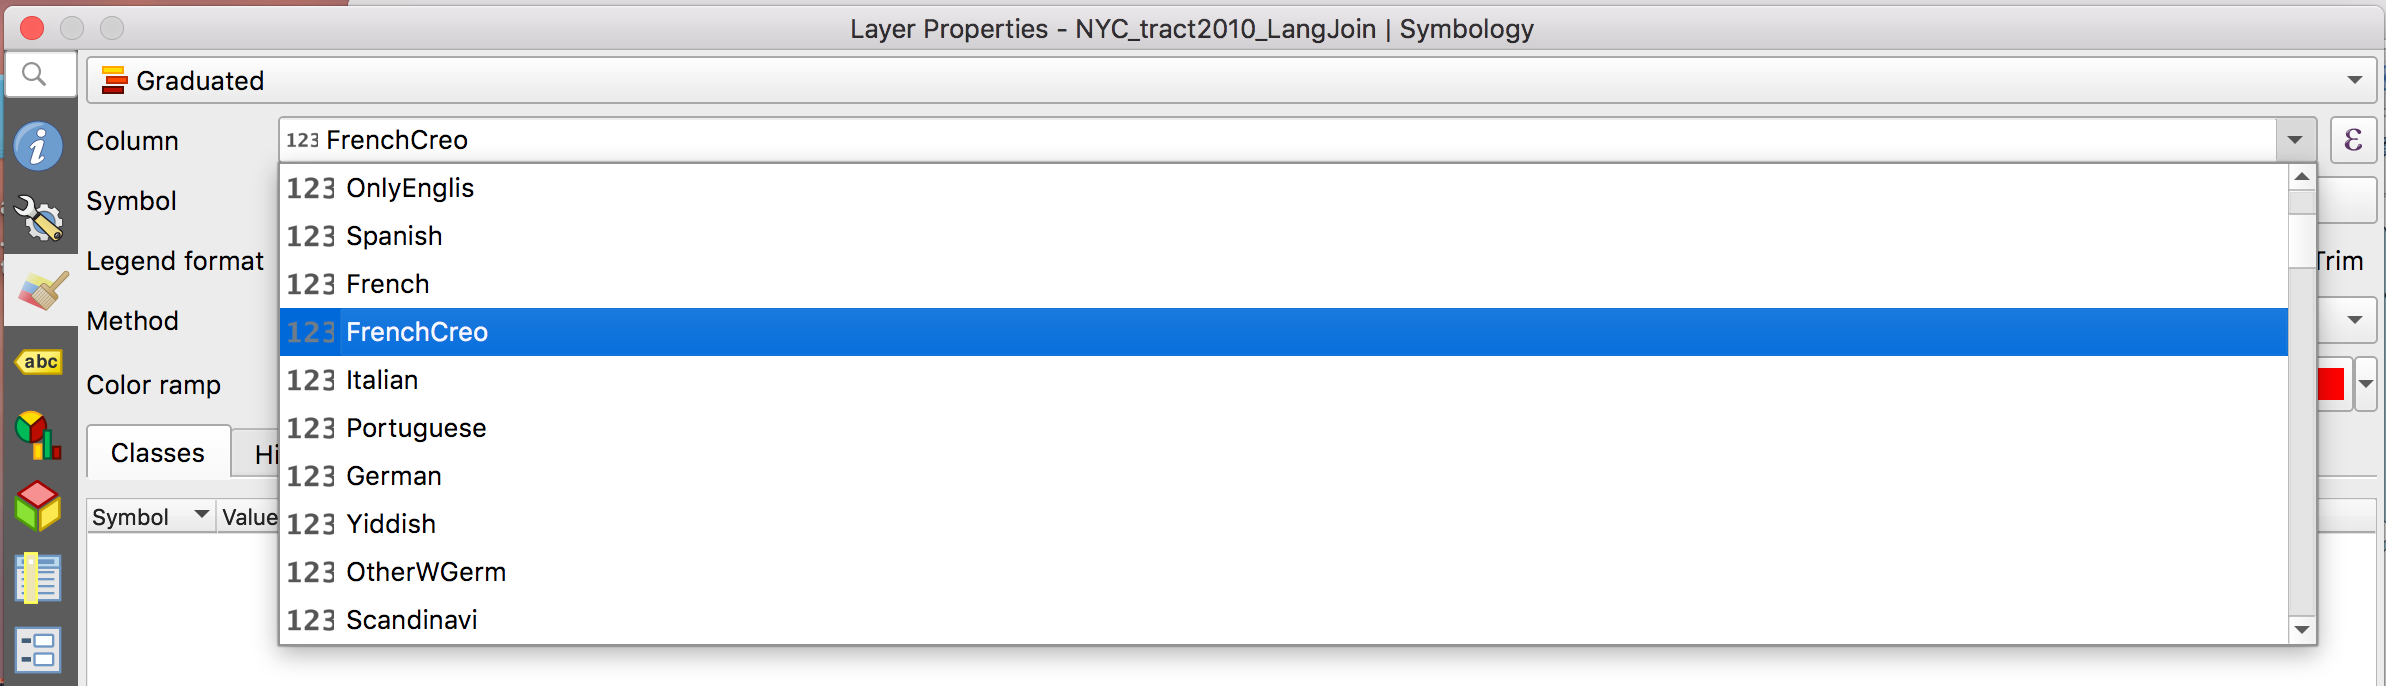 Layer Properties - NYC_tract2010_LangJoin | Symbology
Graduated
Column 123 FrenchCreo ε
123 OnlyEnglis
Symbol
123 Spanish
Legend format Trim
123 French
Method
123 FrenchCreo
abc
Color ramp
123 Italian
123 Portuguese
Classes Hi
123 German
Symbol Value
123 Yiddish
123 OtherWGerm
123 Scandinavi